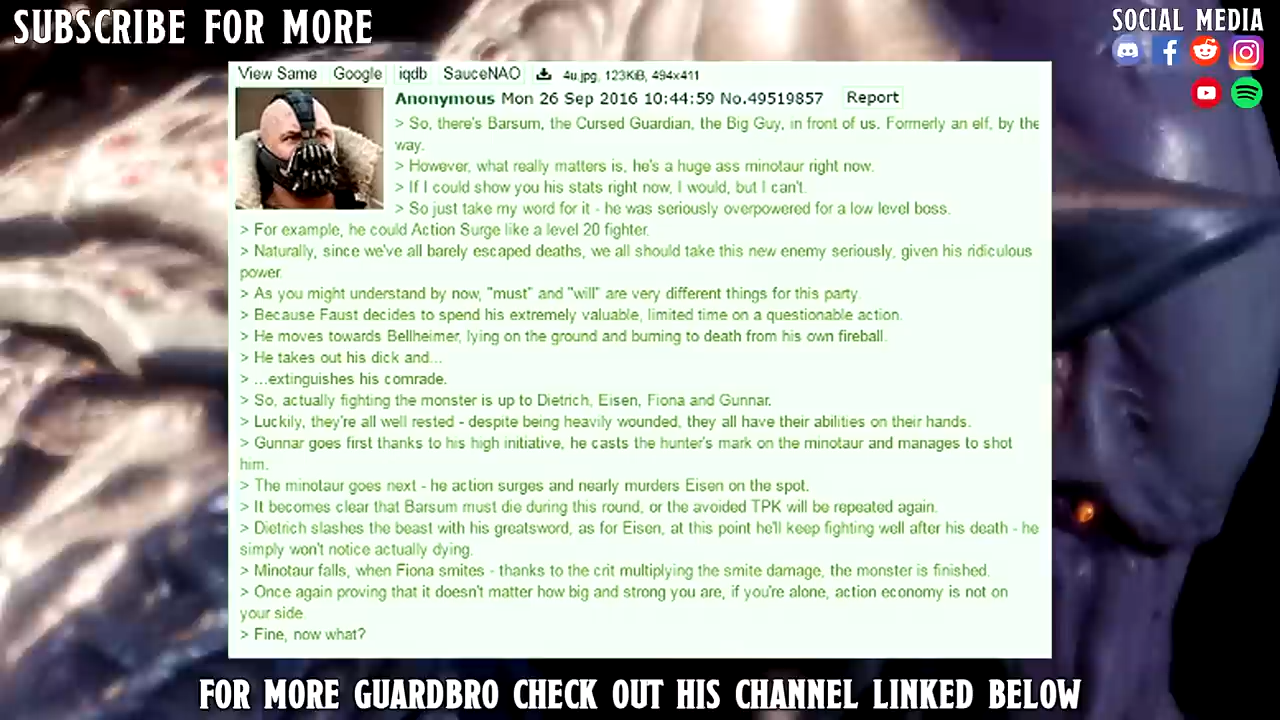 SUBSCRIBE FOR MORE
SOCIAL MEDIA
View Same Google iqdb SauceNAO 4u.jpg, 123KiB, 494x411
Anonymous Mon 26 Sep 2016 10:44:59 No.49519857 Report
> So, there's Barsum, the Cursed Guardian, the Big Guy, in front of us. Formerly an elf, by the
way.
> However, what really matters is, he's a huge ass minotaur right now.
> If I could show you his stats right now, I would, but I can't.
> So just take my word for it - he was seriously overpowered for a low level boss.
> For example, he could Action Surge like a level 20 fighter.
> Naturally, since we've all barely escaped deaths, we all should take this new enemy seriously, given his ridiculous
power.
> As you might understand by now, "must" and "will" are very different things for this party.
> Because Faust decides to spend his extremely valuable, limited time on a questionable action.
> He moves towards Bellheimer, lying on the ground and burning to death from his own fireball.
> He takes out his dick and...
> ...extinguishes his comrade.
> So, actually fighting the monster is up to Dietrich, Eisen, Fiona and Gunnar.
> Luckily, they're all well rested - despite being heavily wounded, they all have their abilities on their hands.
> Gunnar goes first thanks to his high initiative, he casts the hunter's mark on the minotaur and manages to shot
him.
> The minotaur goes next - he action surges and nearly murders Eisen on the spot.
> It becomes clear that Barsum must die during this round, or the avoided TPK will be repeated again.
> Dietrich slashes the beast with his greatsword, as for Eisen, at this point he'll keep fighting well after his death - he
simply won't notice actually dying.
> Minotaur falls, when Fiona smites - thanks to the crit multiplying the smite damage, the monster is finished.
> Once again proving that it doesn't matter how big and strong you are, if you're alone, action economy is not on
your side.
> Fine, now what?
FOR MORE GUARDBRO CHECK OUT HIS CHANNEL LINKED BELOW